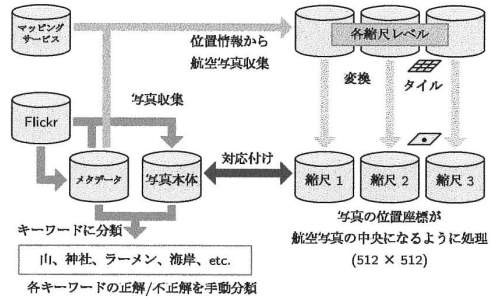 マッピング
サービス
位置情報から
航空写真収集
各縮尺レベル
変換
タイル
写真収集
Flickr
メタデータ
写真本体
対応付け
縮尺 1
縮尺 2
縮尺 3
キーワードに分類
山、神社、ラーメン、海岸、etc.
各キーワードの正解/不正解を手動分類
写真の位置座標が
航空写真の中央になるように処理
(512 × 512)